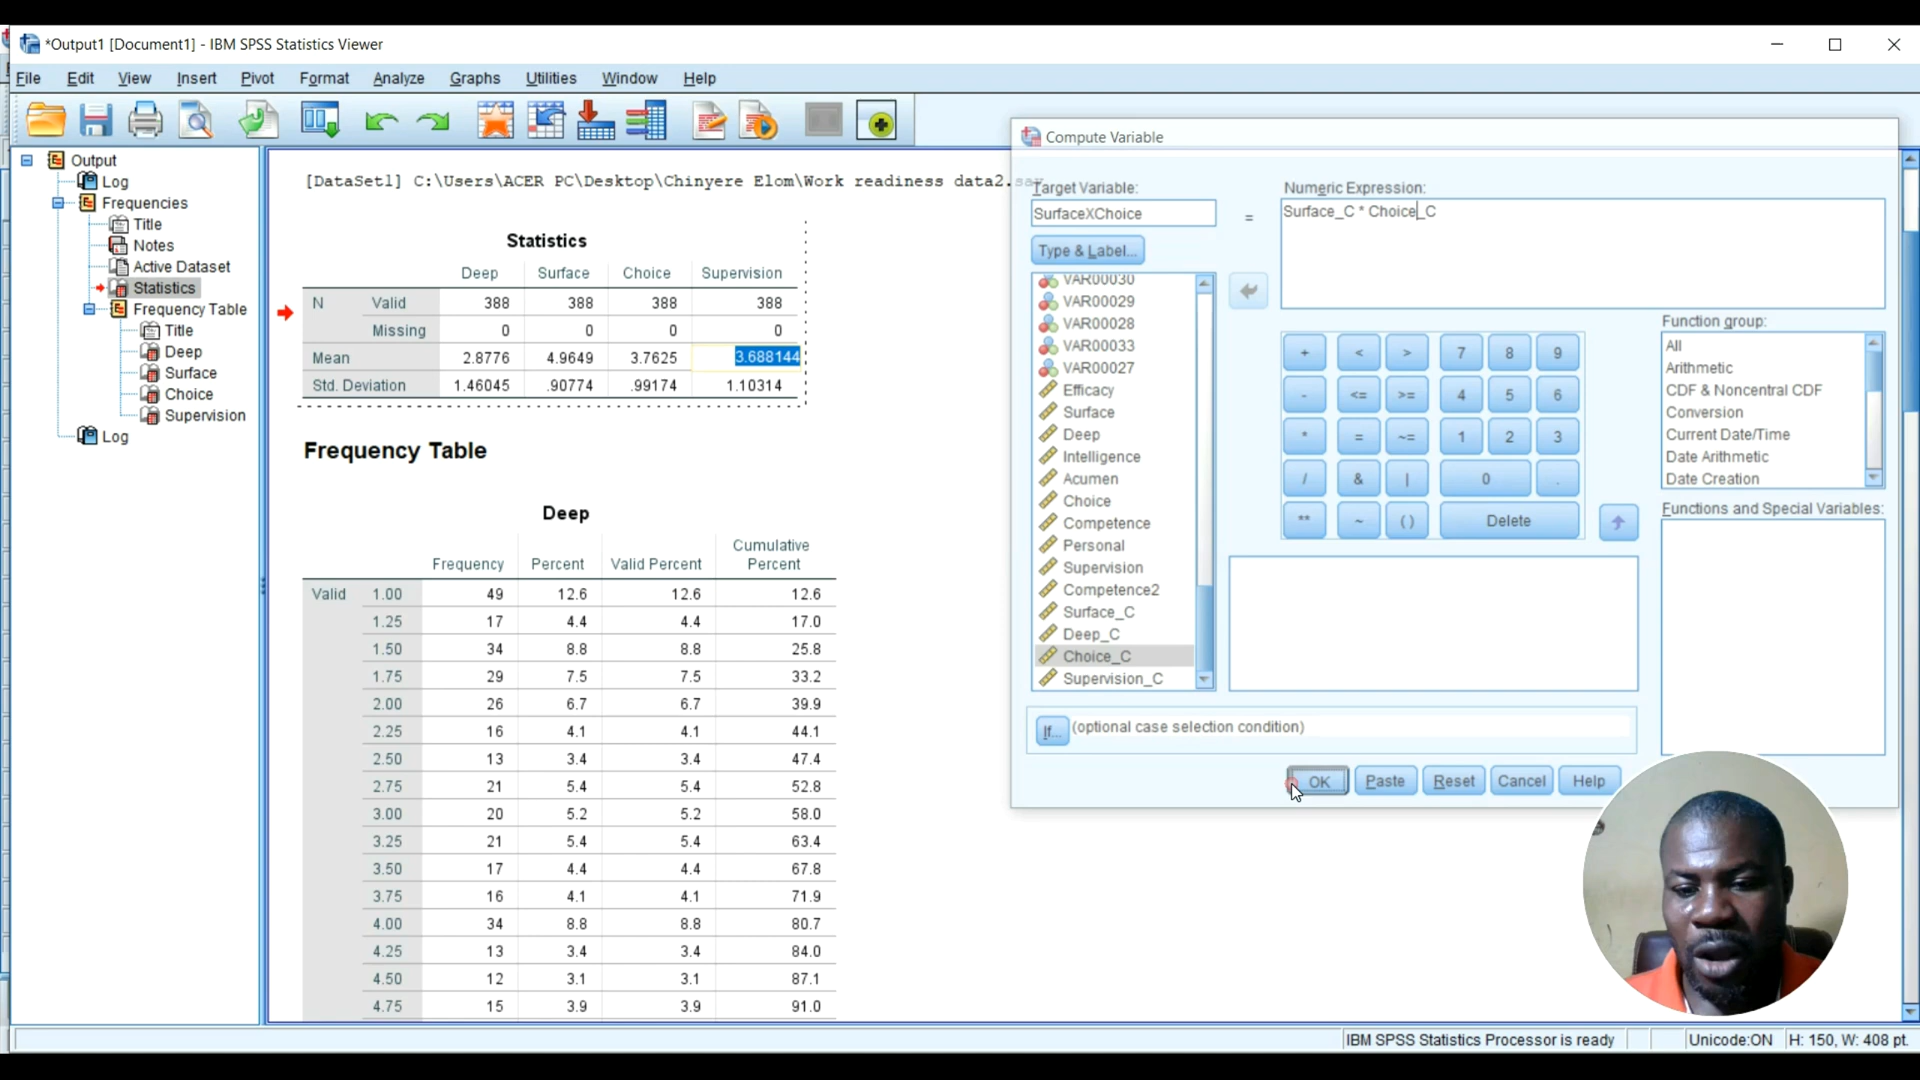 *Output1 [Document1] - IBM SPSS Statistics Viewer
File Edit View Insert Pivot Format Analyze Graphs Utilities Window Help
Output
Log
Frequencies
Title
Notes
Active Dataset
Statistics
Frequency Table
Title
Deep
Surface
Choice
Supervision
Log
[DataSet1] C:\Users\ACER PC\Desktop\Chinyere Elom\Work readiness data2.sav
Statistics
Deep Surface Choice Supervision
N Valid 388 388 388 388
Missing 0 0 0 0
Mean 2.8776 4.9649 3.7625 3.688144
Std. Deviation 1.46045 .90774 .99174 1.10314
Frequency Table
Deep
Frequency Percent Valid Percent Cumulative Percent
Valid 1.00 49 12.6 12.6 12.6
1.25 17 4.4 4.4 17.0
1.50 34 8.8 8.8 25.8
1.75 29 7.5 7.5 33.2
2.00 26 6.7 6.7 39.9
2.25 16 4.1 4.1 44.1
2.50 13 3.4 3.4 47.4
2.75 21 5.4 5.4 52.8
3.00 20 5.2 5.2 58.0
3.25 21 5.4 5.4 63.4
3.50 17 4.4 4.4 67.8
3.75 16 4.1 4.1 71.9
4.00 34 8.8 8.8 80.7
4.25 13 3.4 3.4 84.0
4.50 12 3.1 3.1 87.1
4.75 15 3.9 3.9 91.0
Compute Variable
Target Variable:
SurfaceXChoice
=
Numeric Expression:
Surface_C * Choice_C
Type & Label...
VAR00030
VAR00029
VAR00028
VAR00033
VAR00027
Efficacy
Surface
Deep
Intelligence
Acumen
Choice
Competence
Personal
Supervision
Competence2
Surface_C
Deep_C
Choice_C
Supervision_C
+ < > 7 8 9
- <= >= 4 5 6
* = ~= 1 2 3
/ & | 0 .
** ~ ( ) Delete
Function group:
All
Arithmetic
CDF & Noncentral CDF
Conversion
Current Date/Time
Date Arithmetic
Date Creation
Functions and Special Variables:
If... (optional case selection condition)
OK Paste Reset Cancel Help
IBM SPSS Statistics Processor is ready Unicode:ON H: 150, W: 408 pt.